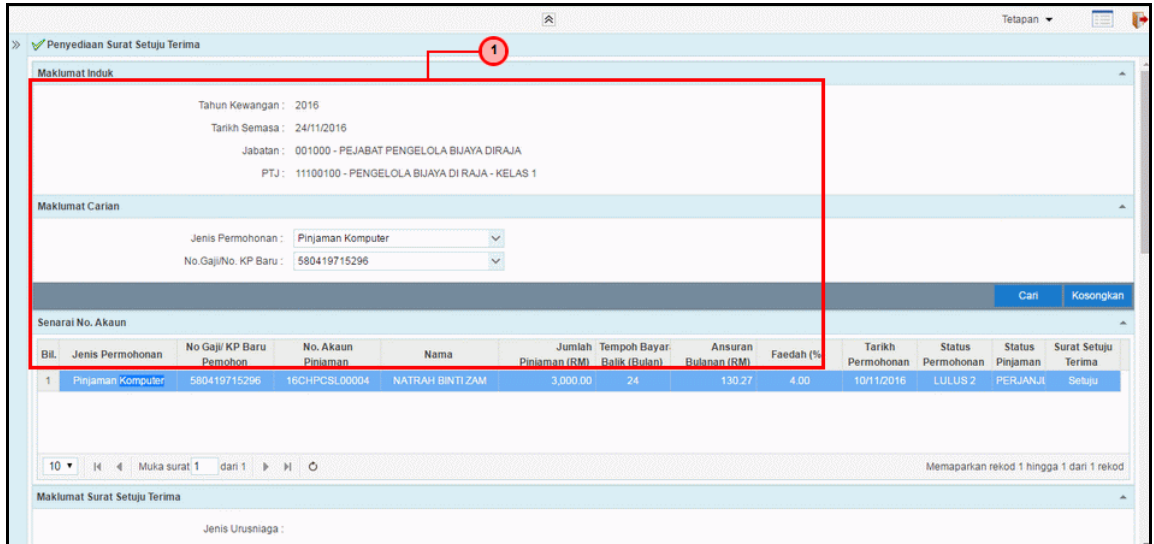 Tetapan
Penyediaan Surat Setuju Terima
1
Maklumat Induk
Tahun Kewangan : 2016
Tarikh Semasa : 24/11/2016
Jabatan : 001000 - PEJABAT PENGELOLA BIJAYA DIRAJA
PTJ : 11100100 - PENGELOLA BIJAYA DI RAJA - KELAS 1
Maklumat Carian
Jenis Permohonan : Pinjaman Komputer
No.Gaji/No. KP Baru : 580419715296
Cari Kosongkan
Senarai No. Akaun
Bil. Jenis Permohonan No Gaji/ KP Baru Pemohon No. Akaun Pinjaman Nama Jumlah Pinjaman (RM) Tempoh Bayar Balik (Bulan) Ansuran Bulanan (RM) Faedah (% Tarikh Permohonan Status Permohonan Status Pinjaman Surat Setuju Terima
1 Pinjaman Komputer 580419715296 16CHPCSL00004 NATRAH BINTI ZAM 3,000.00 24 130.27 4.00 10/11/2016 LULUS 2 PERJANJI Setuju
10 Muka surat 1 dari 1 Memaparkan rekod 1 hingga 1 dari 1 rekod
Maklumat Surat Setuju Terima
Jenis Urusniaga :